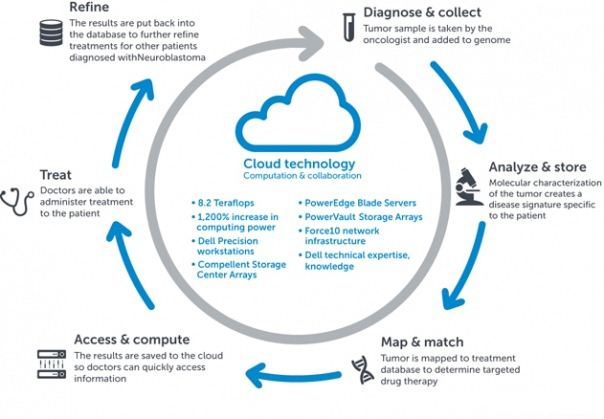 Refine
The results are put back into
the database to further refine
treatments for other patients
diagnosed withNeuroblastoma
Diagnose & collect
Tumor sample is taken by the
oncologist and added to genome
Analyze & store
Molecular characterization
of the tumor creates a
disease signature specific
to the patient
Map & match
Tumor is mapped to treatment
database to determine targeted
drug therapy
Access & compute
The results are saved to the cloud
so doctors can quickly access
information
Treat
Doctors are able to
administer treatment
to the patient
Cloud technology
Computation & collaboration
• 8.2 Teraflops
• 1,200% increase in
computing power
• Dell Precision
workstations
• Compellent Storage
Center Arrays
• PowerEdge Blade Servers
• PowerVault Storage Arrays
• Force10 network
infrastructure
• Dell technical expertise,
knowledge